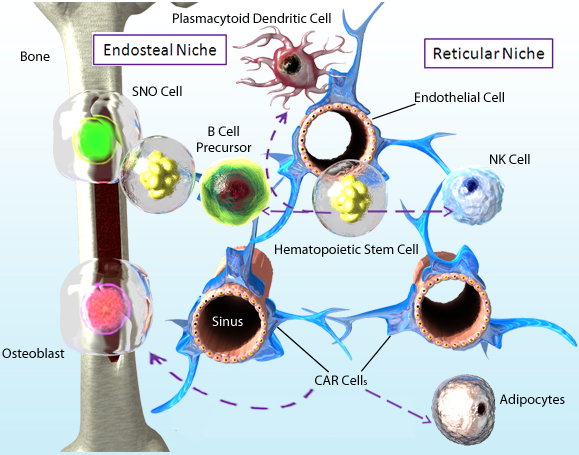 Plasmacytoid Dendritic Cell
Bone
Endosteal Niche
Reticular Niche
SNO Cell
Endothelial Cell
B Cell
Precursor
NK Cell
Hematopoietic Stem Cell
Sinus
Osteoblast
CAR Cells
Adipocytes